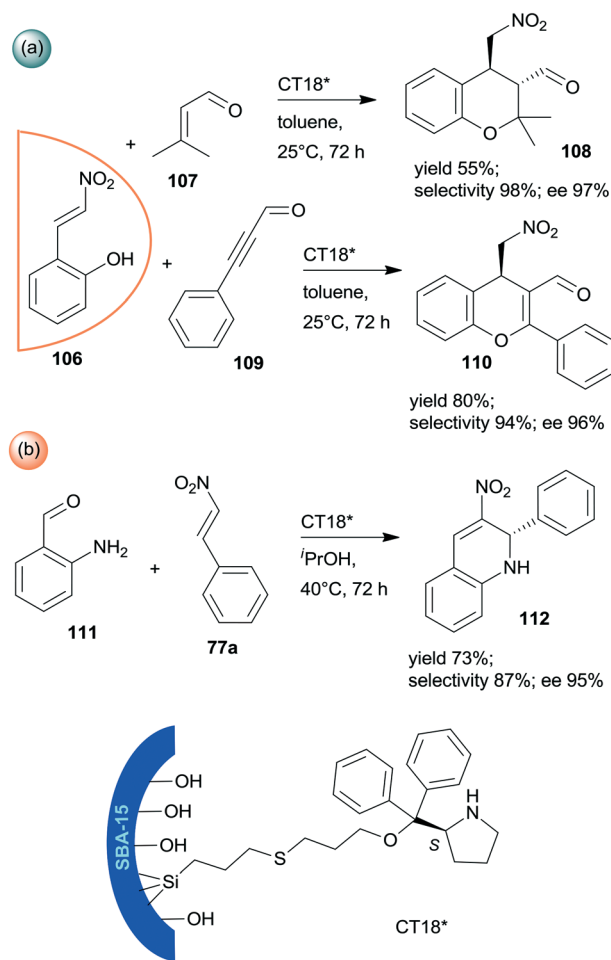 (a)
NO₂
O
CT18*
O
+
toluene,
25°C, 72 h
O
107
108
yield 55%;
selectivity 98%; ee 97%
NO₂
OH
106
O
+
109
CT18*
toluene,
25°C, 72 h
NO₂
O
O
110
yield 80%;
selectivity 94%; ee 96%
(b)
O
NH₂
111
+
O₂N
77a
CT18*
ⁱPrOH,
40°C, 72 h
NO₂
NH
112
yield 73%;
selectivity 87%; ee 95%
SBA-15
OH
OH
OH
Si
OH
S
O
H
N
S
CT18*